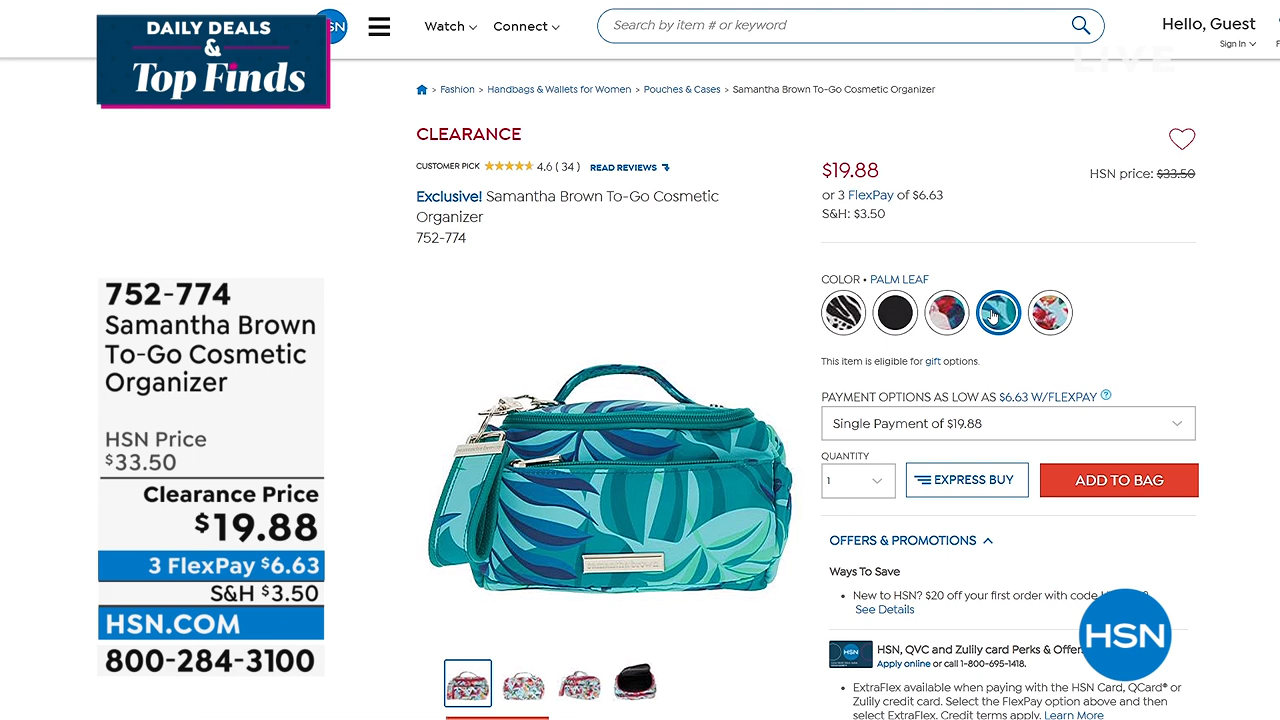 DAILY DEALS
&
Top Finds
Watch
Connect
Search by item # or keyword
Hello, Guest
Sign In
LIVE
> Fashion > Handbags & Wallets for Women > Pouches & Cases > Samantha Brown To-Go Cosmetic Organizer
CLEARANCE
CUSTOMER PICK 4.6 ( 34 ) READ REVIEWS
Exclusive! Samantha Brown To-Go Cosmetic
Organizer
752-774
$19.88
HSN price: $33.50
or 3 FlexPay of $6.63
S&H: $3.50
COLOR • PALM LEAF
This item is eligible for gift options.
PAYMENT OPTIONS AS LOW AS $6.63 W/FLEXPAY ?
Single Payment of $19.88
QUANTITY
1
EXPRESS BUY
ADD TO BAG
OFFERS & PROMOTIONS
Ways To Save
• New to HSN? $20 off your first order with code
See Details
HSN
HSN, QVC and Zulily card Perks & Offer
Apply online or call 1-800-695-1418.
• ExtraFlex available when paying with the HSN Card, QCard® or
Zulily credit card. Select the FlexPay option above and then
select ExtraFlex. Credit terms apply. Learn More
HSN
752-774
Samantha Brown
To-Go Cosmetic
Organizer
HSN Price
$33.50
Clearance Price
$19.88
3 FlexPay $6.63
S&H $3.50
HSN.COM
800-284-3100